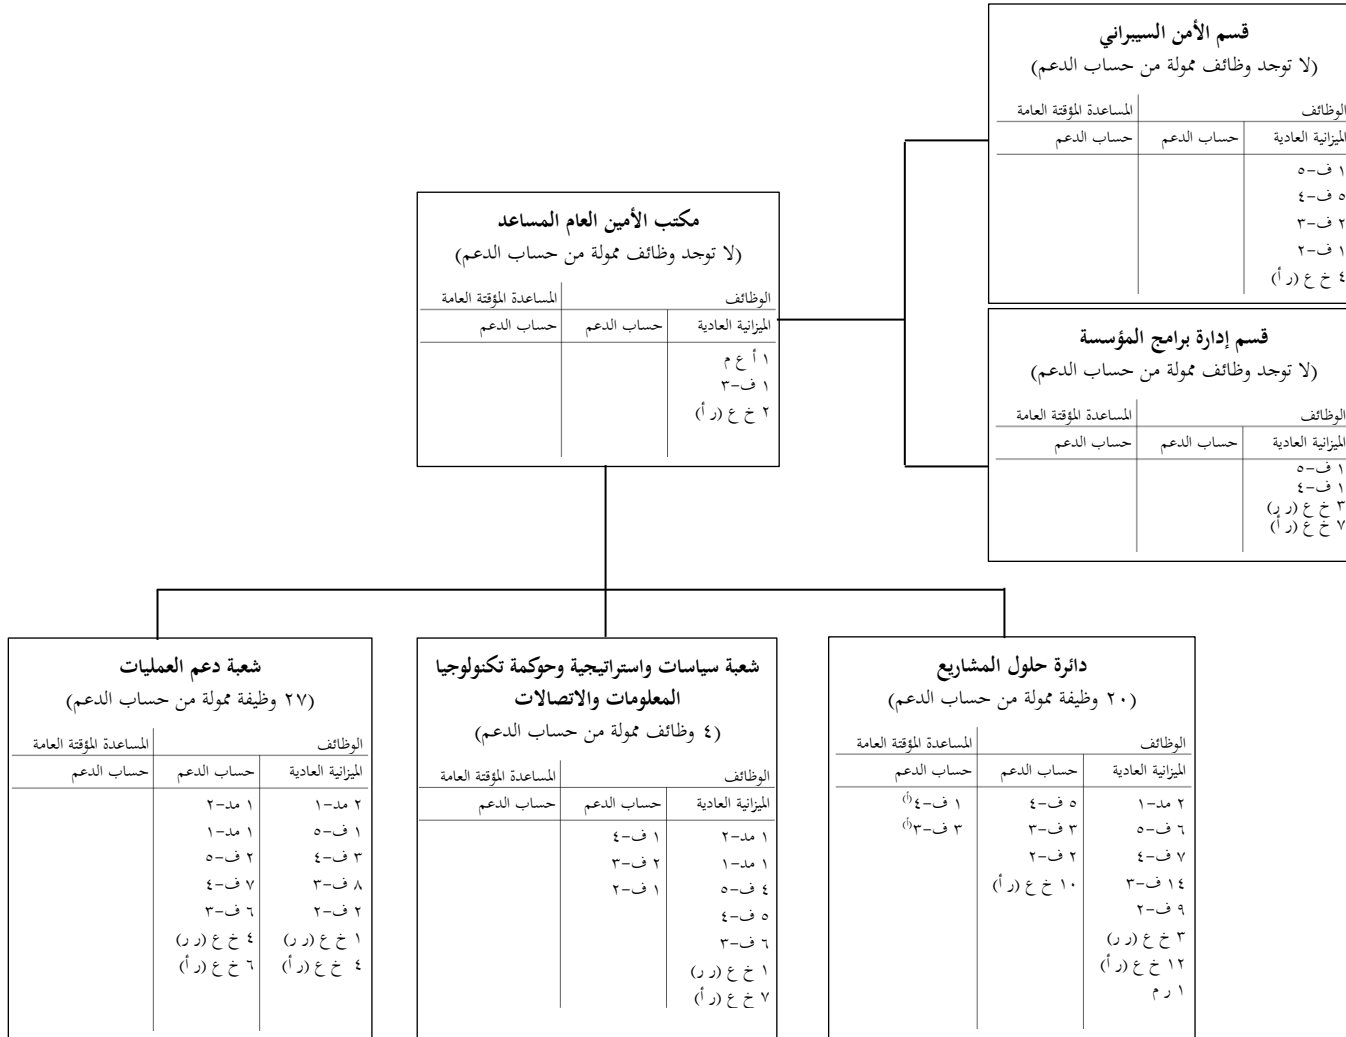 قسم الأمن السيبراني
(لا توجد وظائف ممولة من حساب الدعم)
الوظائف المساعدة المؤقتة العامة
الميزانية العادية حساب الدعم حساب الدعم
١ ف-٥
٥ ف-٤
٢ ف-٣
١ ف-٢
٤ خ ع (ر أ)
مكتب الأمين العام المساعد
(لا توجد وظائف ممولة من حساب الدعم)
الوظائف المساعدة المؤقتة العامة
الميزانية العادية حساب الدعم حساب الدعم
١ أ ع م
١ ف-٣
٢ خ ع (ر أ)
قسم إدارة برامج المؤسسة
(لا توجد وظائف ممولة من حساب الدعم)
الوظائف المساعدة المؤقتة العامة
الميزانية العادية حساب الدعم حساب الدعم
١ ف-٥
١ ف-٤
٣ خ ع (ر ر)
٧ خ ع (ر أ)
دائرة حلول المشاريع
(٢٠ وظيفة ممولة من حساب الدعم)
الوظائف المساعدة المؤقتة العامة
الميزانية العادية حساب الدعم حساب الدعم
٢ مد-١ ٥ ف-٤ ١ ف-٤(أ)
٦ ف-٥ ٣ ف-٣ ٣ ف-٣(أ)
٧ ف-٤ ٢ ف-٢
١٤ ف-٣ ١٠ خ ع (ر أ)
٩ ف-٢
٣ خ ع (ر ر)
١٢ خ ع (ر أ)
١ ر م
شعبة سياسات واستراتيجية وحوكمة تكنولوجيا
المعلومات والاتصالات
(٤ وظائف ممولة من حساب الدعم)
الوظائف المساعدة المؤقتة العامة
الميزانية العادية حساب الدعم حساب الدعم
١ مد-٢ ١ ف-٤
١ مد-١ ٢ ف-٣
٤ ف-٥ ١ ف-٢
٥ ف-٤
٦ ف-٣
١ خ ع (ر ر)
٧ خ ع (ر أ)
شعبة دعم العمليات
(٢٧ وظيفة ممولة من حساب الدعم)
الوظائف المساعدة المؤقتة العامة
الميزانية العادية حساب الدعم حساب الدعم
٢ مد-١ ١ مد-٢
١ ف-٥ ١ مد-١
٣ ف-٤ ٢ ف-٥
٨ ف-٣ ٧ ف-٤
٢ ف-٢ ٦ ف-٣
١ خ ع (ر ر) ٤ خ ع (ر ر)
٤ خ ع (ر أ) ٦ خ ع (ر أ)